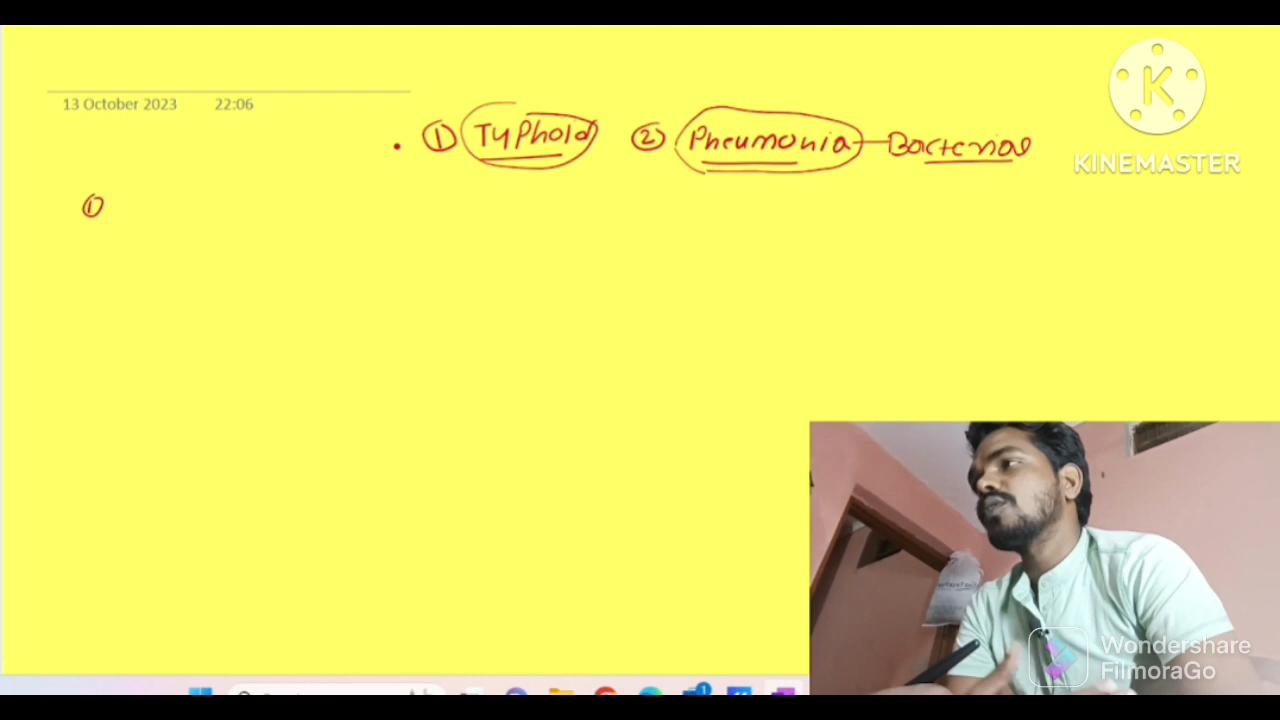 13 October 2023 22:06
① Typhoid ② Pneumonia — Bacterial
①
KINEMASTER
Wondershare
FilmoraGo